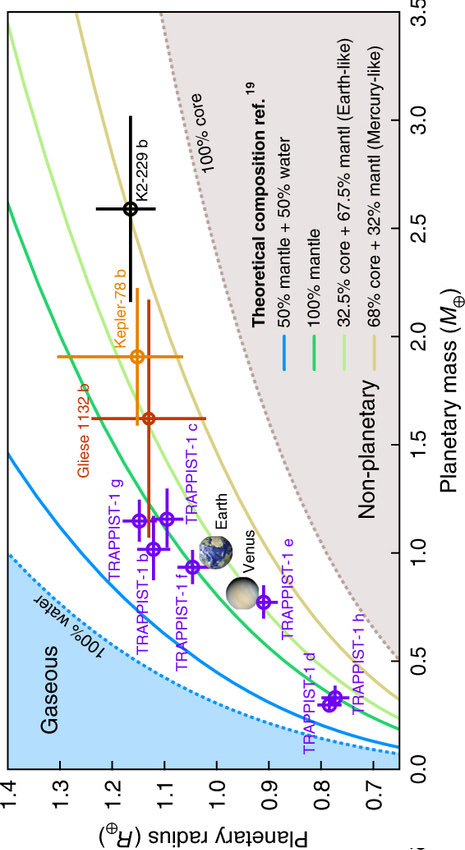 1.4
1.3
1.2
1.1
1.0
0.9
0.8
0.7
Planetary radius (R⊕)
0.0
0.5
1.0
1.5
2.0
2.5
3.0
3.5
Planetary mass (M⊕)
Gaseous
100% water
TRAPPIST-1 g
TRAPPIST-1 b
TRAPPIST-1 f
TRAPPIST-1 c
TRAPPIST-1 d
TRAPPIST-1 h
TRAPPIST-1 e
Gliese 1132 b
Kepler-78 b
K2-229 b
Earth
Venus
100% core
Theoretical composition ref. 19
50% mantle + 50% water
100% mantle
32.5% core + 67.5% mantl (Earth-like)
68% core + 32% mantl (Mercury-like)
Non-planetary